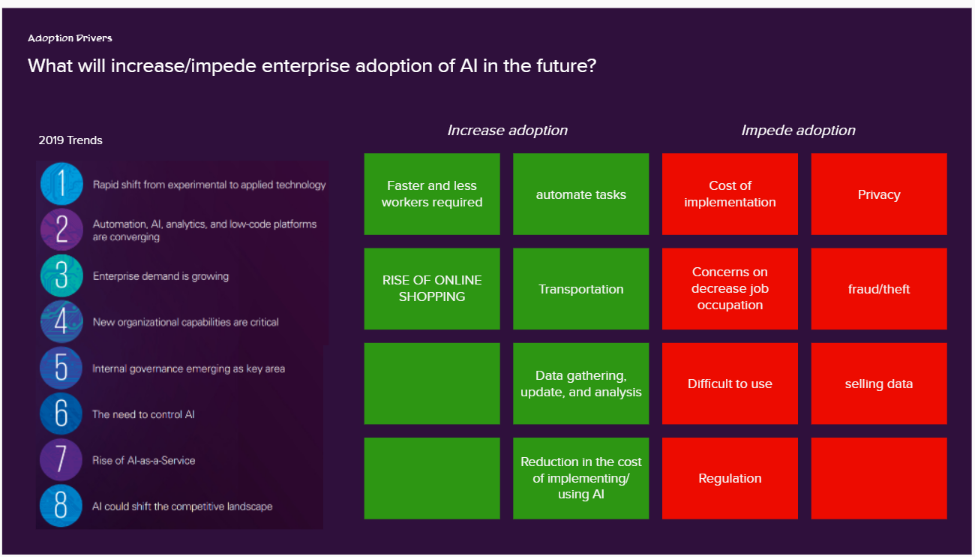 Adoption Drivers
What will increase/impede enterprise adoption of AI in the future?
2019 Trends
1
Rapid shift from experimental to applied technology
2
Automation, AI, analytics, and low-code platforms
are converging
3
Enterprise demand is growing
4
New organizational capabilities are critical
5
Internal governance emerging as key area
6
The need to control AI
7
Rise of AI-as-a-Service
8
AI could shift the competitive landscape
Increase adoption
Faster and less
workers required
automate tasks
RISE OF ONLINE
SHOPPING
Transportation
Data gathering,
update, and analysis
Reduction in the cost
of implementing/
using AI
Impede adoption
Cost of
implementation
Privacy
Concerns on
decrease job
occupation
fraud/theft
Difficult to use
selling data
Regulation